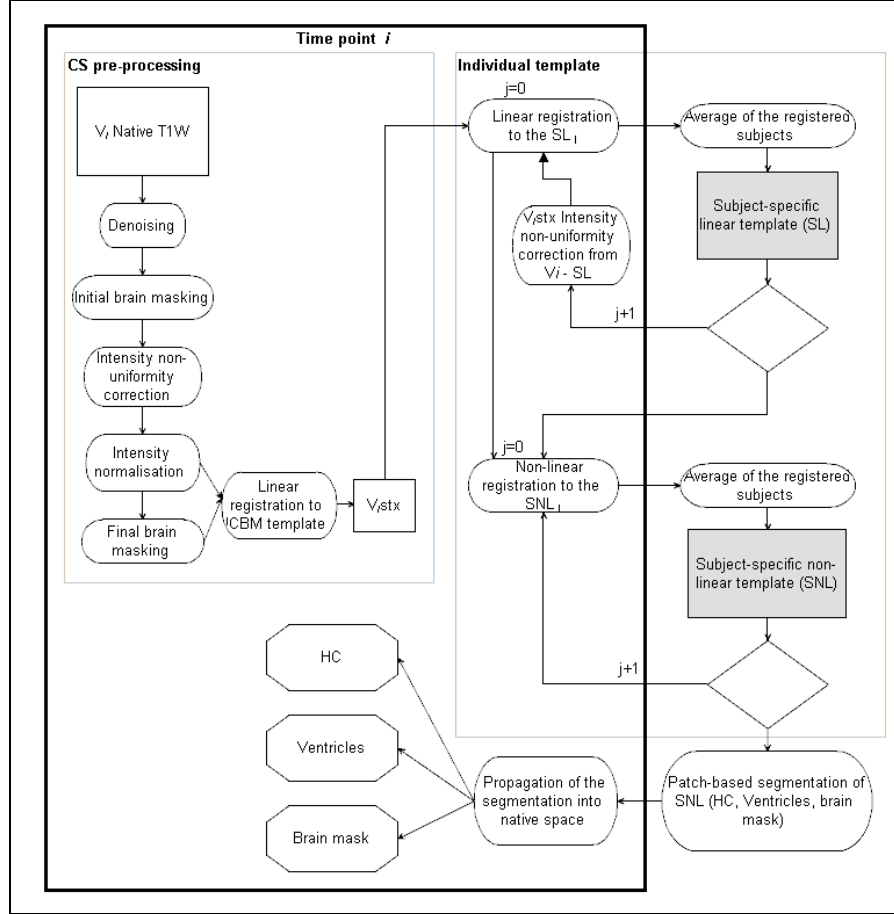 Time point i
CS pre-processing
V, Native T1W
Denoising
Initial brain masking
Intensity non-
uniformity
correction
Intensity
normalisation
Final brain
masking
Linear
registration to
ICBM template
V,stx
Individual template
j=0
Linear registration
to the SL I
Average of the registered
subjects
Subject-specific
linear template (SL)
V,stx Intensity
non-uniformity
correction from
Vi - SL
j+1
j=0
Non-linear
registration to the
SNL I
Average of the registered
subjects
Subject-specific non-
linear template (SNL)
j+1
Patch-based segmentation of
SNL (HC, Ventricles, brain
mask)
Propagation of the
segmentation into
native space
HC
Ventricles
Brain mask